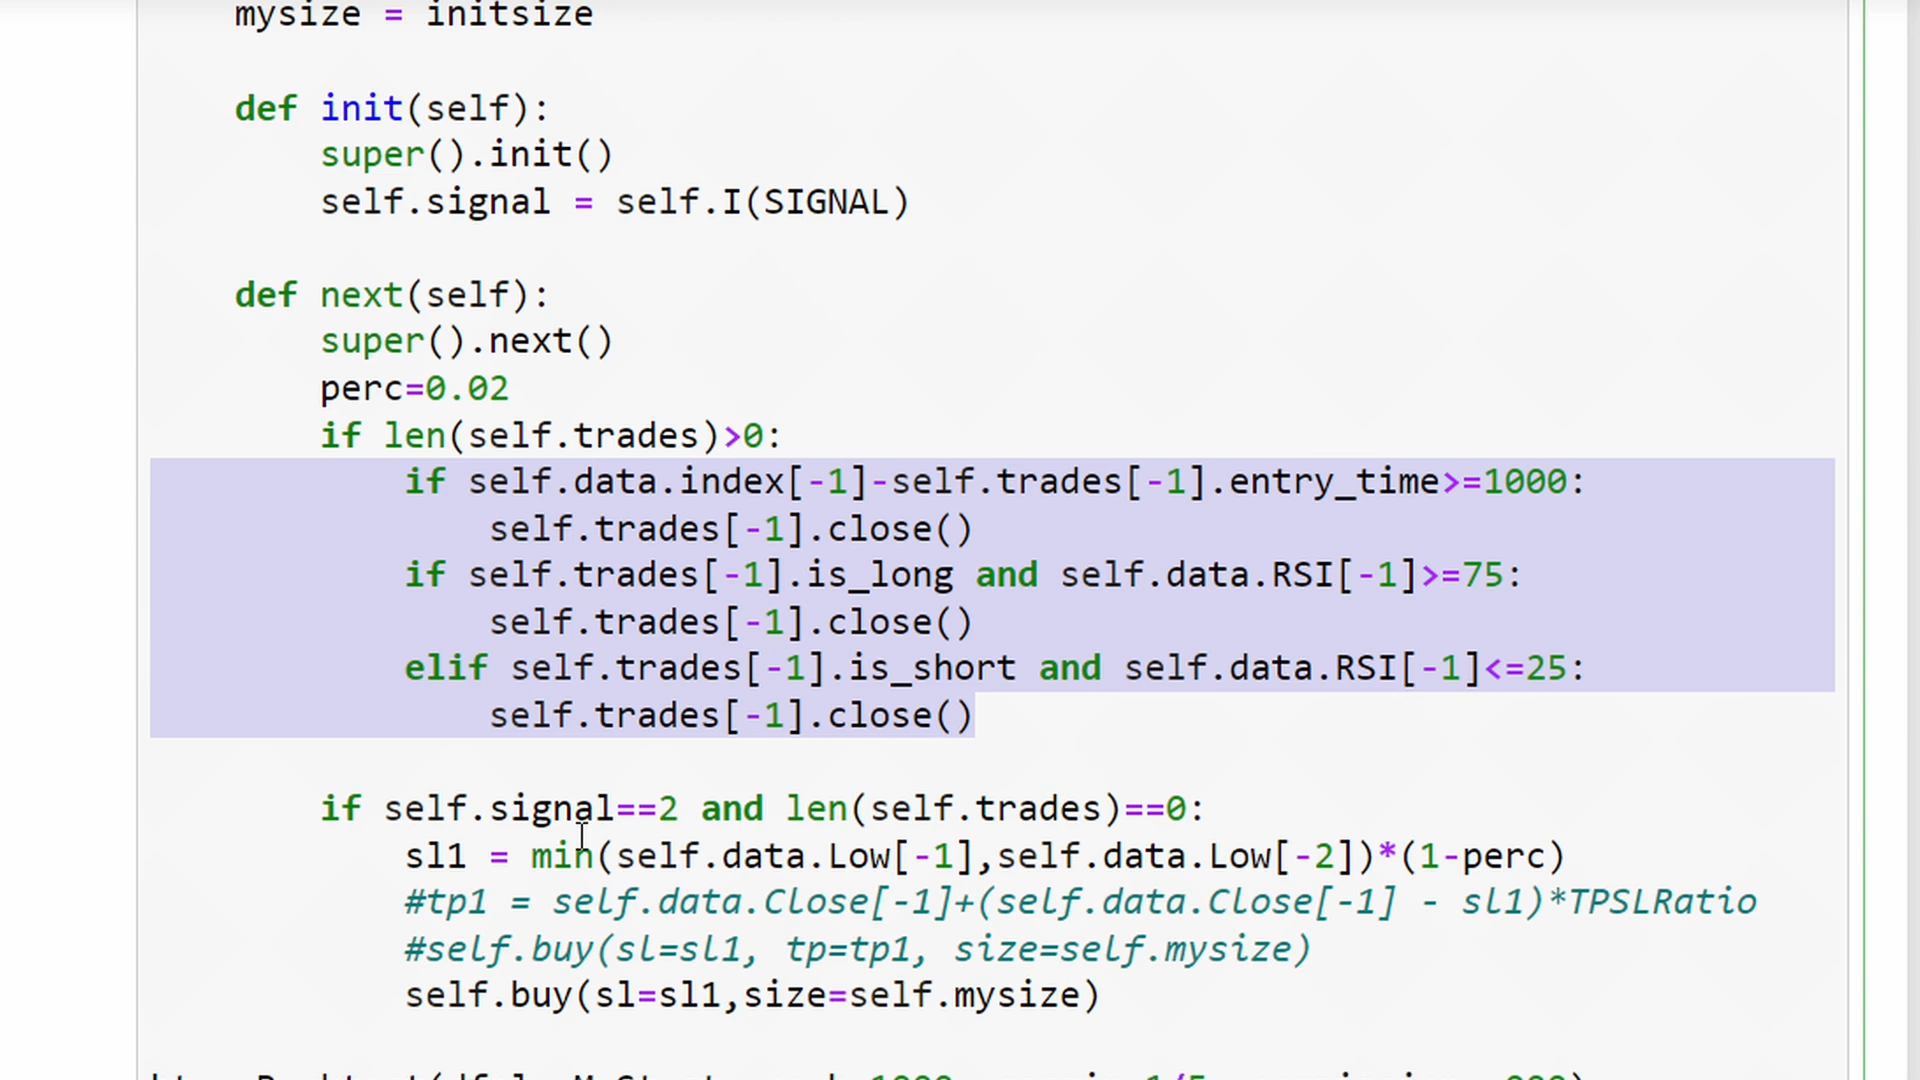 mysize = initsize
def init(self):
super().init()
self.signal = self.I(SIGNAL)
def next(self):
super().next()
perc=0.02
if len(self.trades)>0:
if self.data.index[-1]-self.trades[-1].entry_time>=1000:
self.trades[-1].close()
if self.trades[-1].is_long and self.data.RSI[-1]>=75:
self.trades[-1].close()
elif self.trades[-1].is_short and self.data.RSI[-1]<=25:
self.trades[-1].close()
if self.signal==2 and len(self.trades)==0:
sl1 = min(self.data.Low[-1],self.data.Low[-2])*(1-perc)
#tp1 = self.data.Close[-1]+(self.data.Close[-1] - sl1)*TPSLRatio
#self.buy(sl=sl1, tp=tp1, size=self.mysize)
self.buy(sl=sl1,size=self.mysize)